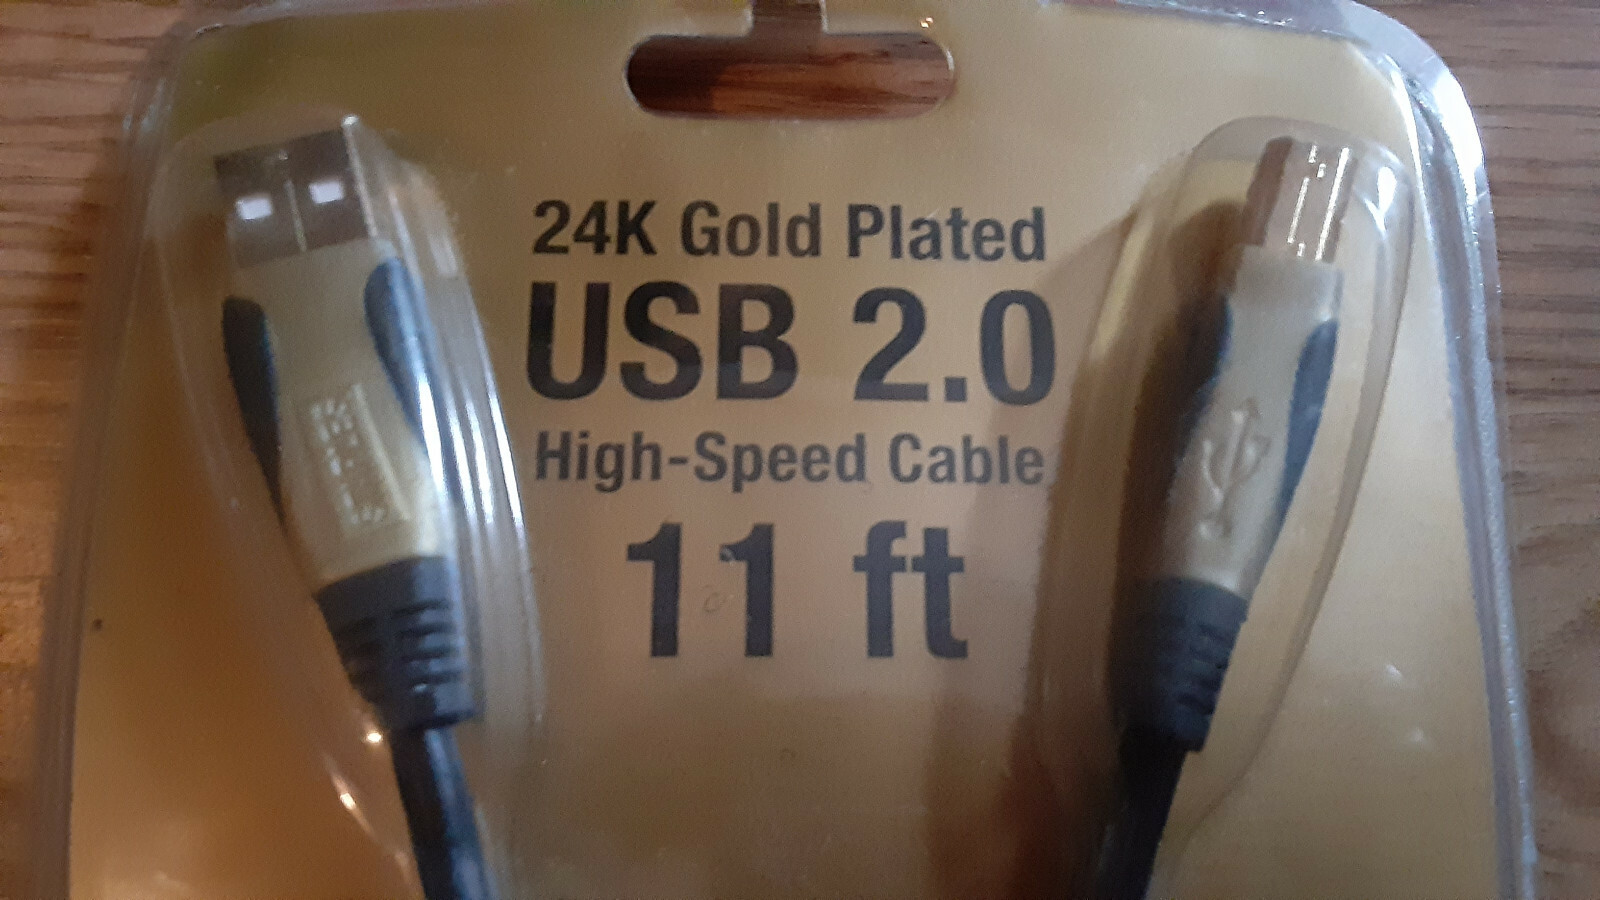 24K Gold Plated
USB 2.0
High-Speed Cable
11 ft